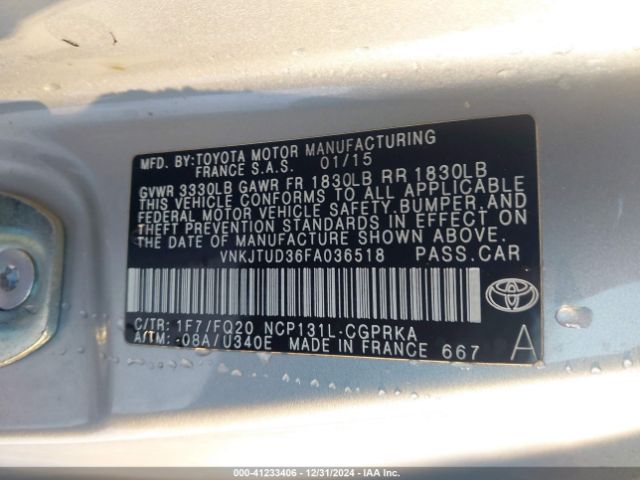 MFD. BY: TOYOTA MOTOR MANUFACTURING
FRANCE S.A.S. 01/15
GVWR 3330LB GAWR FR 1830LB RR 1830LB
THIS VEHICLE CONFORMS TO ALL APPLICABLE
FEDERAL MOTOR VEHICLE SAFETY, BUMPER, AND
THEFT PREVENTION STANDARDS IN EFFECT ON
THE DATE OF MANUFACTURE SHOWN ABOVE.
VNKJTUD36FA036518 PASS.CAR
C/TR: 1F7/FQ20 NCP131L-CGPRKA
A/TM: -08A/U340E MADE IN FRANCE 667 A
000-41233406 - 12/31/2024 - IAAI.COM